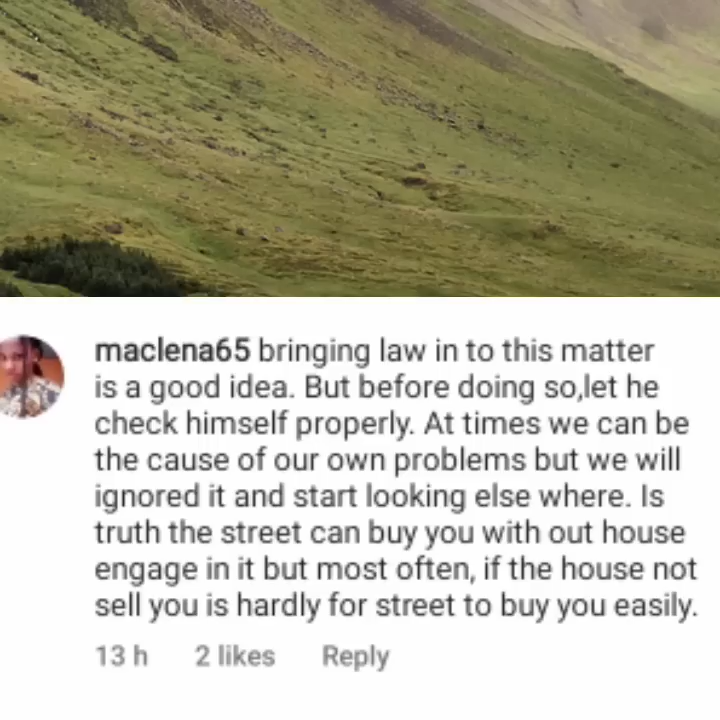 maclena65 bringing law in to this matter
is a good idea. But before doing so,let he
check himself properly. At times we can be
the cause of our own problems but we will
ignored it and start looking else where. Is
truth the street can buy you with out house
engage in it but most often, if the house not
sell you is hardly for street to buy you easily.
13 h 2 likes Reply